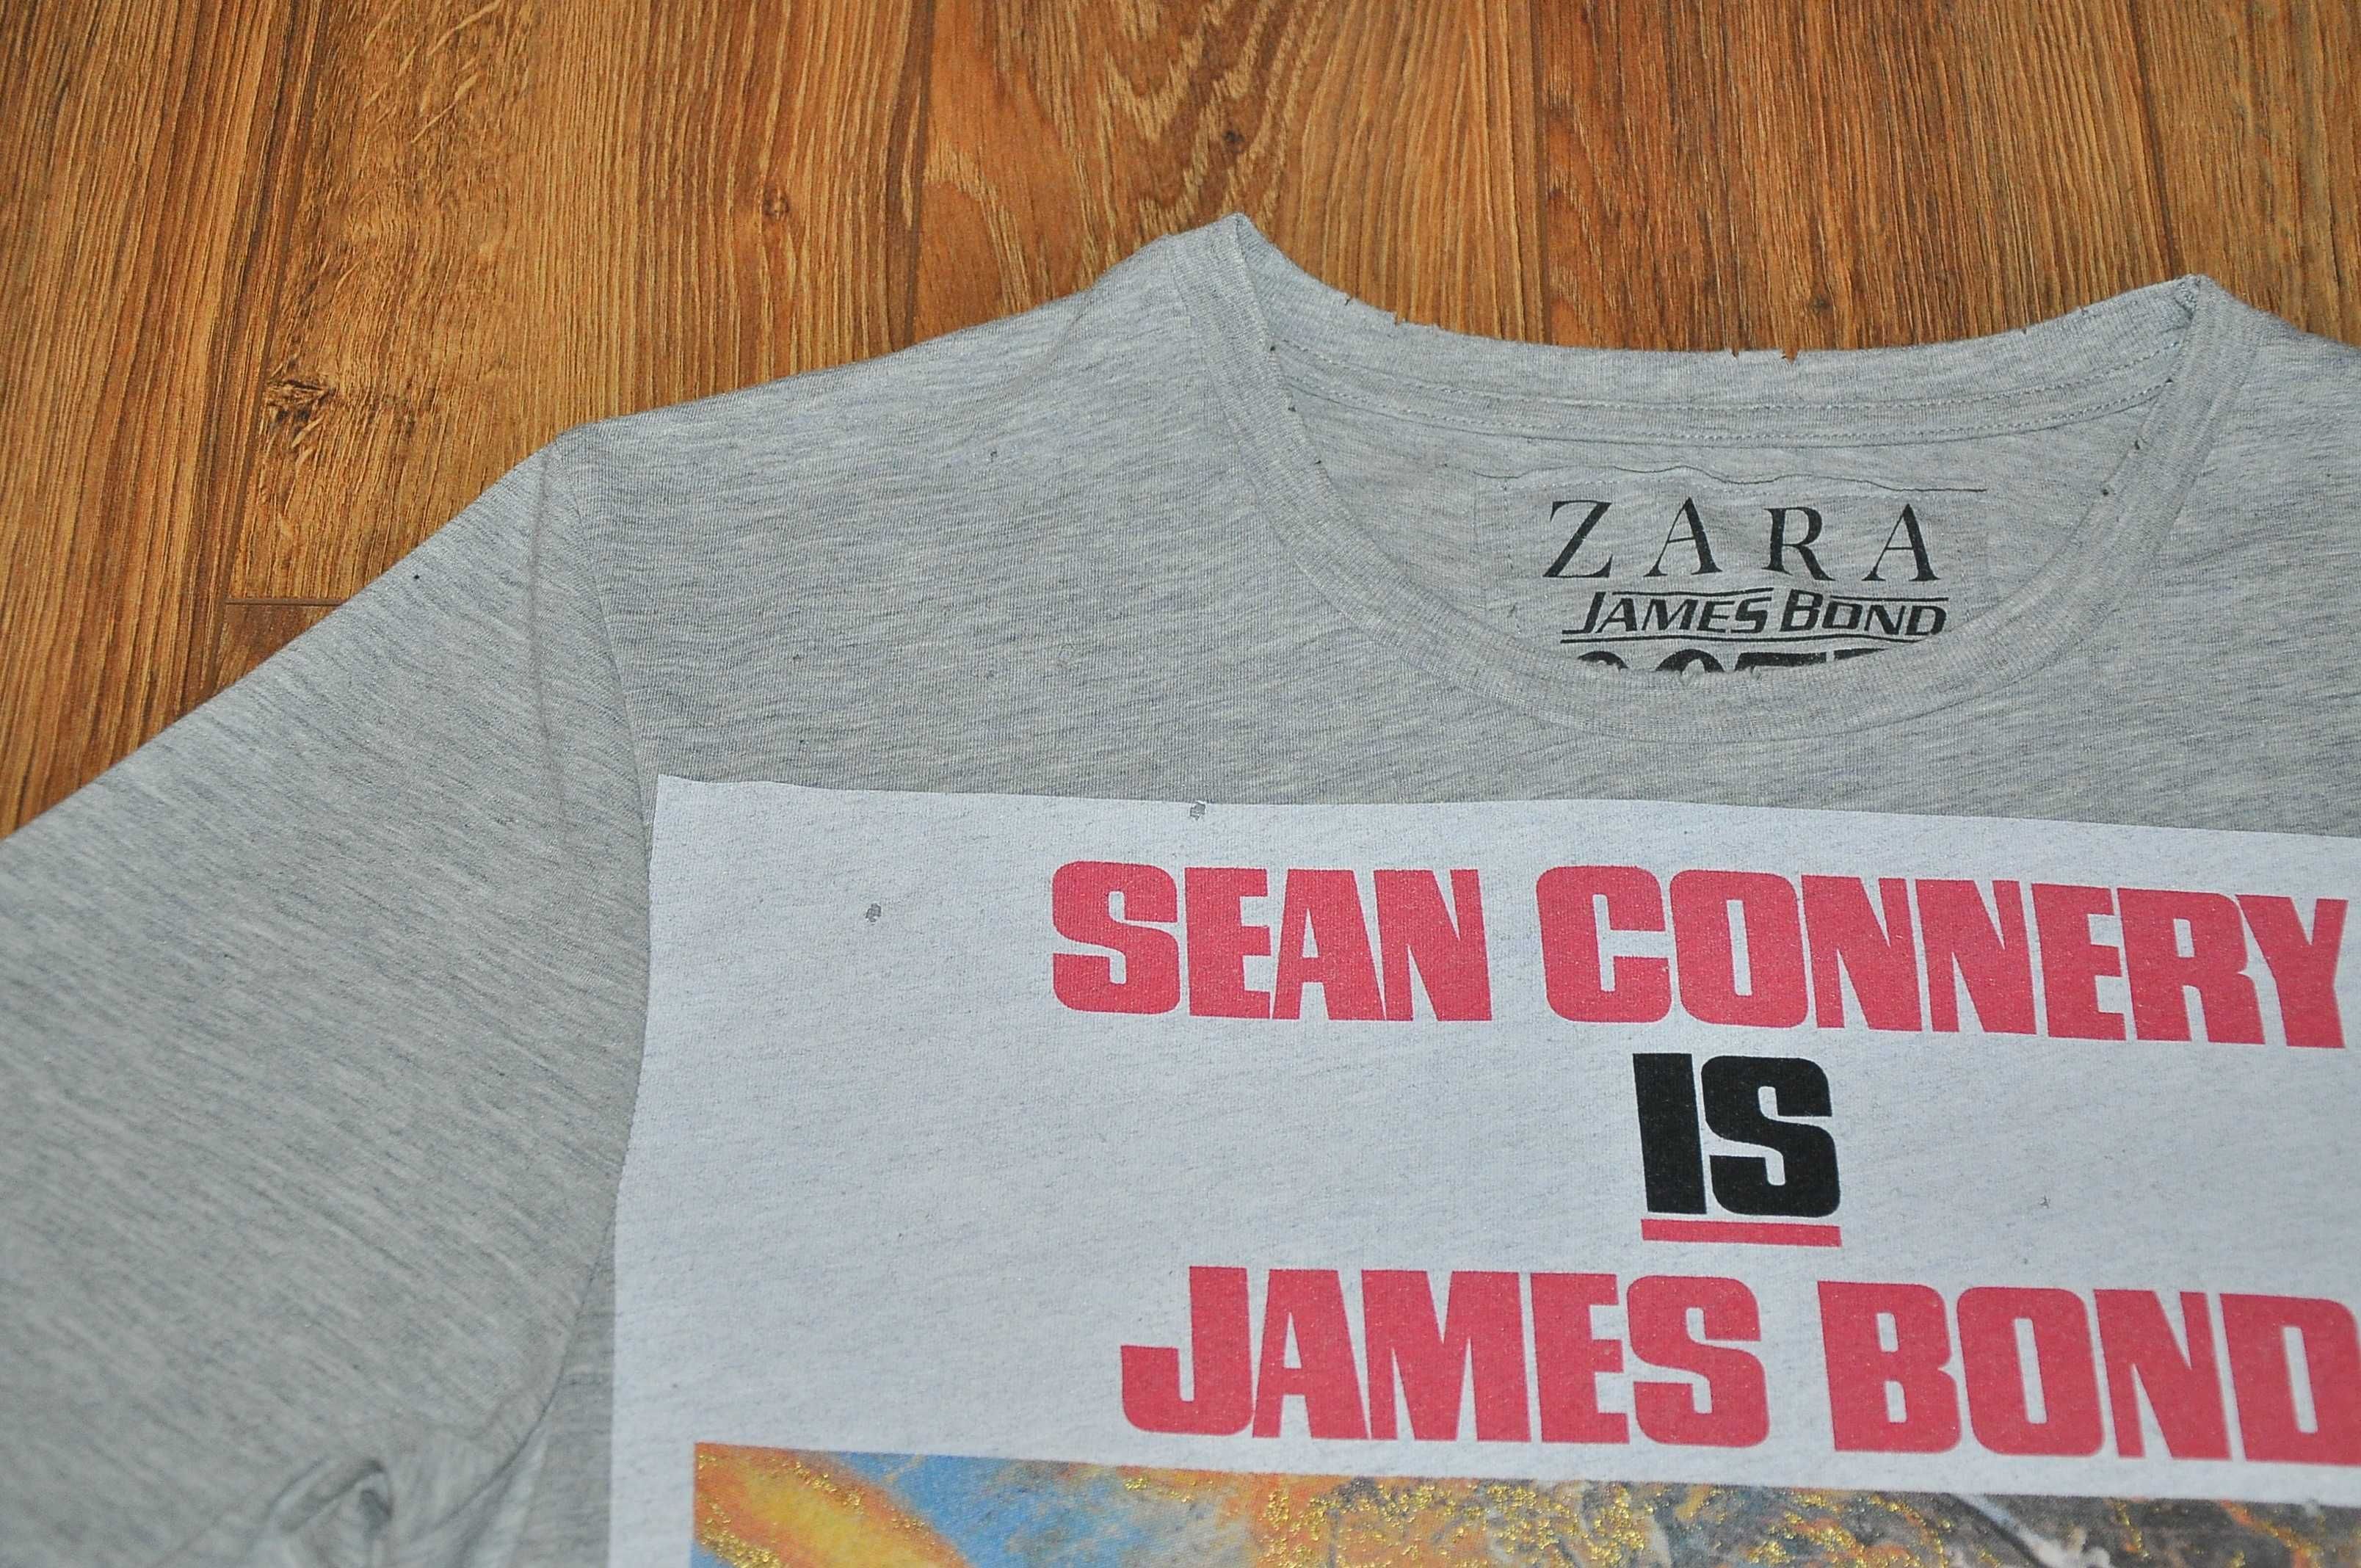 ZARA
JAMES BOND
SEAN CONNERY
IS
JAMES BOND